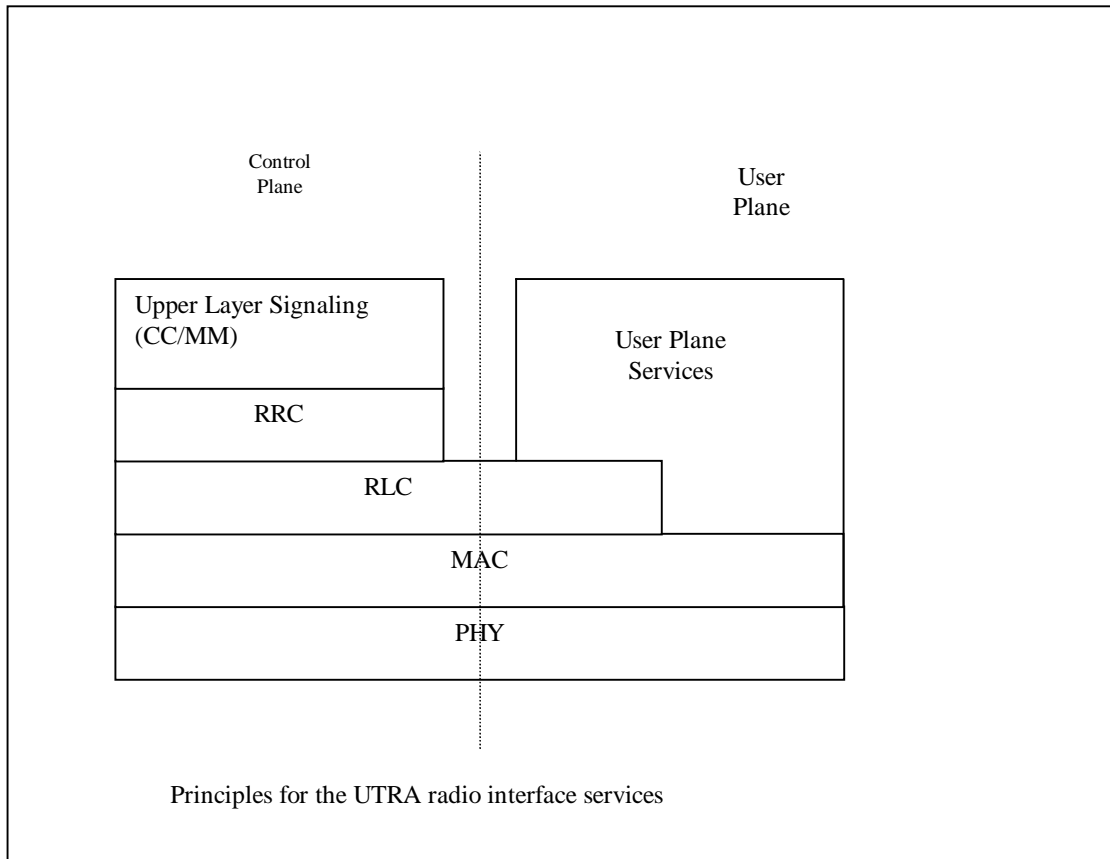 Control
Plane
User
Plane
Upper Layer Signaling
(CC/MM)
User Plane
Services
RRC
RLC
MAC
PHY
Principles for the UTRA radio interface services